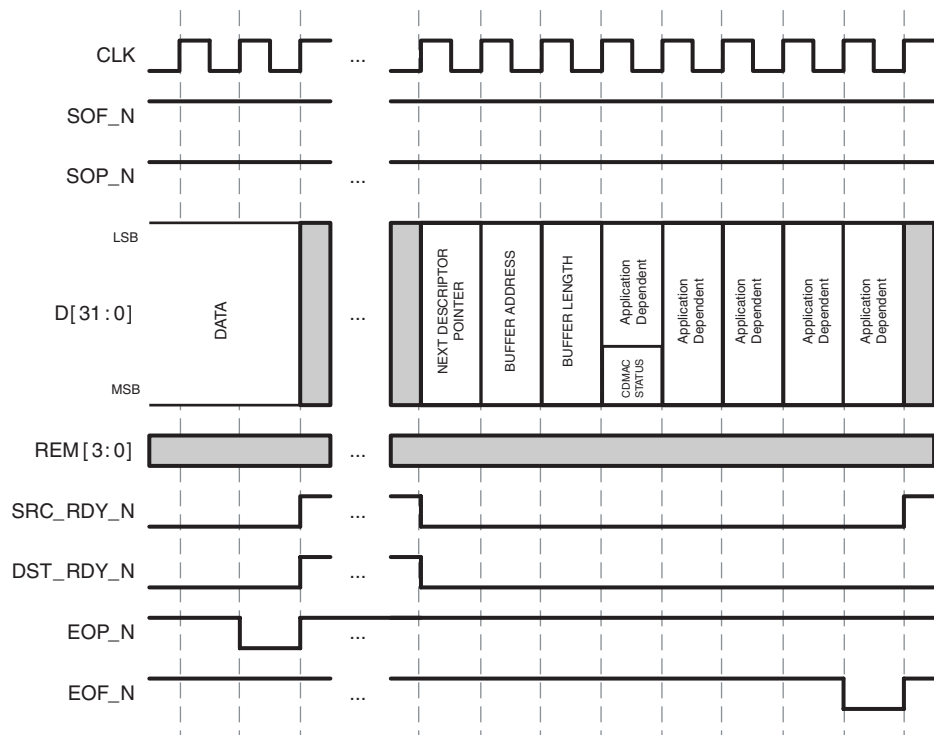 CLK
...
SOF_N
SOP_N
...
LSB
D[31:0]
MSB
DATA
...
NEXT DESCRIPTOR
POINTER
BUFFER ADDRESS
BUFFER LENGTH
Application
Dependent
CDMAC
STATUS
Application
Dependent
Application
Dependent
Application
Dependent
Application
Dependent
REM[3:0]
...
SRC_RDY_N
...
DST_RDY_N
...
EOP_N
...
EOF_N
...